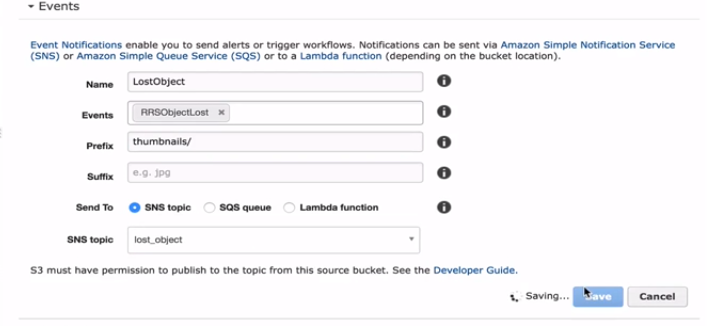 Events
Event Notifications enable you to send alerts or trigger workflows. Notifications can be sent via Amazon Simple Notification Service
(SNS) or Amazon Simple Queue Service (SQS) or to a Lambda function (depending on the bucket location).
Name LostObject
Events RRSObjectLost ×
Prefix thumbnails/
Suffix e.g. jpg
Send To SNS topic SQS queue Lambda function
SNS topic lost_object
S3 must have permission to publish to the topic from this source bucket. See the Developer Guide.
Saving... Save Cancel